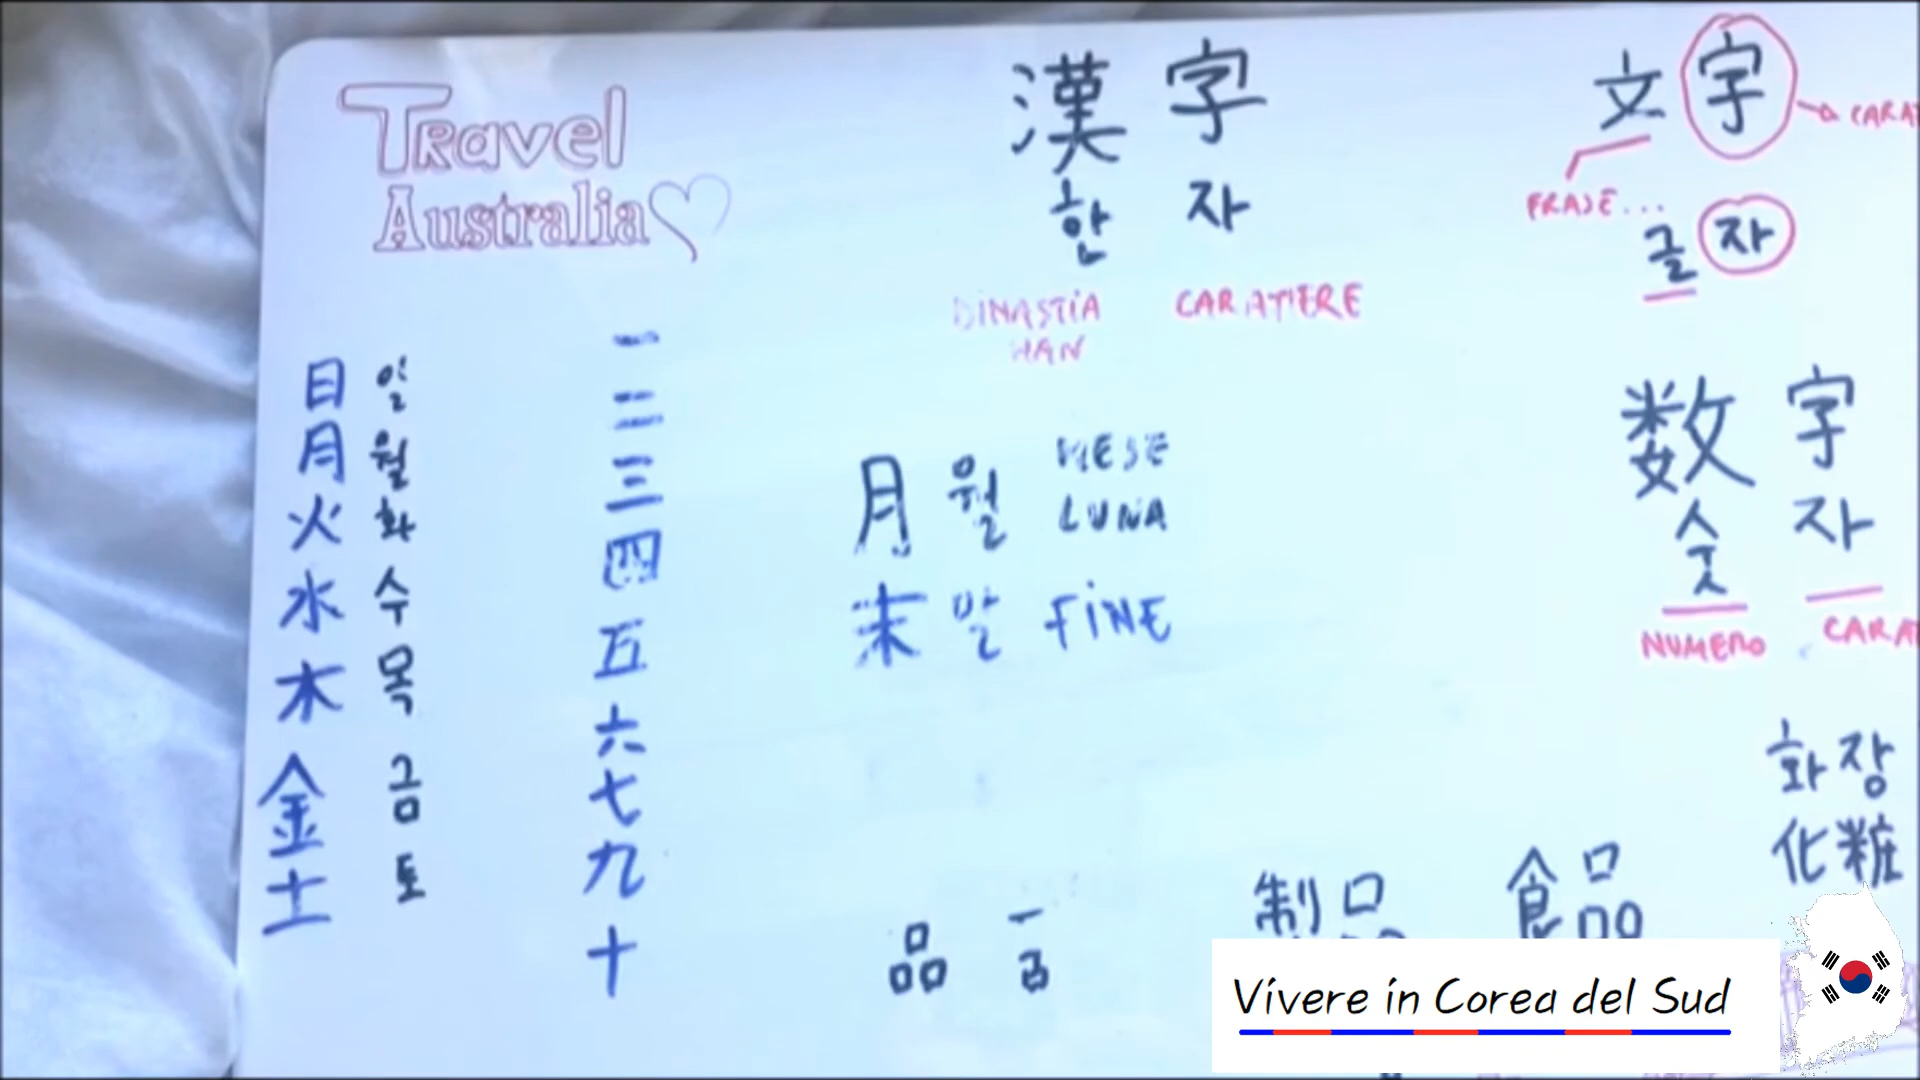 Travel
Australia
漢字
한자
DINASTIA CARATTERE
HAN
文字
FRASE...
글자
日 일
月 월
火 화
水 수
木 목
金 금
土 토
一
二
三
四
五
六
七
九
十
月 월 MESE
LUNA
末 말 FINE
数字
숫자
NUMERO
화장
化粧
品
制品
食品
Vivere in Corea del Sud